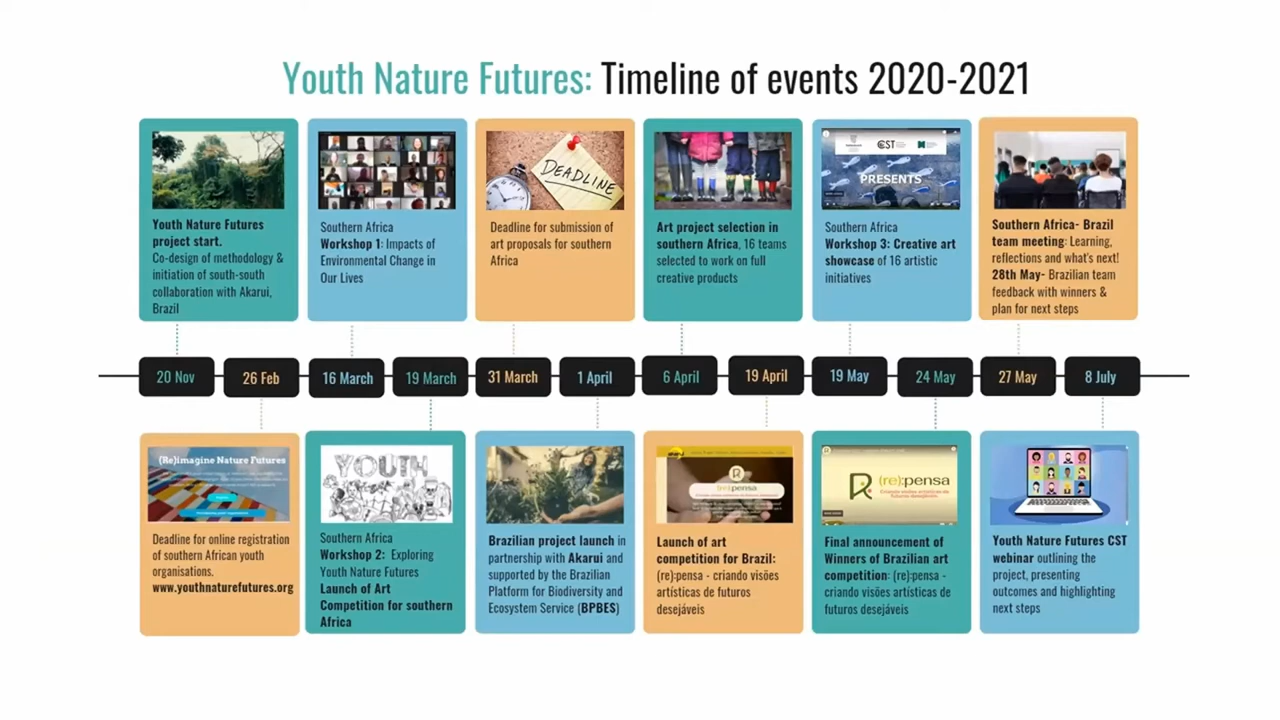 Youth Nature Futures: Timeline of events 2020-2021
DEADLINE
CST
PRESENTS
Youth Nature Futures
project start.
Co-design of methodology &
initiation of south-south
collaboration with Akarui,
Brazil
Southern Africa
Workshop 1: Impacts of
Environmental Change in
Our Lives
Deadline for submission of
art proposals for southern
Africa
Art project selection in
southern Africa, 16 teams
selected to work on full
creative products
Southern Africa
Workshop 3: Creative art
showcase of 16 artistic
initiatives
Southern Africa- Brazil
team meeting: Learning,
reflections and what's next!
28th May- Brazilian team
feedback with winners &
plan for next steps
20 Nov
26 Feb
16 March
19 March
31 March
1 April
6 April
19 April
19 May
24 May
27 May
8 July
(Re)imagine Nature Futures
Deadline for online registration
of southern African youth
organisations.
www.youthnaturefutures.org
YOUTH
Southern Africa
Workshop 2: Exploring
Youth Nature Futures
Launch of Art
Competition for southern
Africa
Brazilian project launch in
partnership with Akarui and
supported by the Brazilian
Platform for Biodiversity and
Ecosystem Service (BPBES)
(re):pensa
Launch of art
competition for Brazil:
(re):pensa - criando visões
artísticas de futuros
desejáveis
(re):pensa
Criando visões artísticas de
futuros desejáveis
Final announcement of
Winners of Brazilian art
competition: (re):pensa -
criando visões artísticas de
futuros desejáveis
Youth Nature Futures CST
webinar outlining the
project, presenting
outcomes and highlighting
next steps